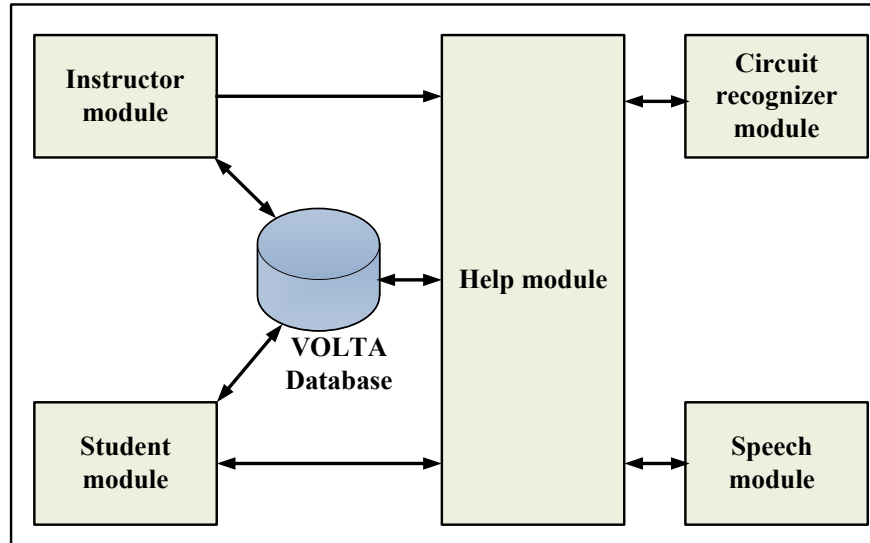 Instructor
module
Circuit
recognizer
module
Help module
VOLTA
Database
Student
module
Speech
module